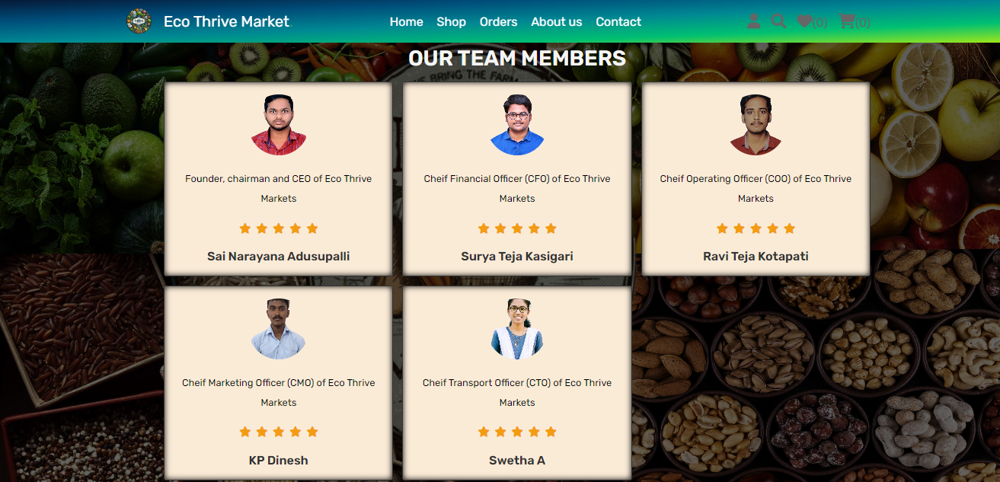 Eco Thrive Market.
Home Shop Orders About us Contact
(0) (0)
OUR TEAM MEMBERS
BRING THE FARM
Founder, chairman and CEO of Eco Thrive
Markets
Sai Narayana Adusupalli
Cheif Financial Officer (CFO) of Eco Thrive
Markets
Surya Teja Kasigari
Cheif Operating Officer (COO) of Eco Thrive
Markets
Ravi Teja Kotapati
Cheif Marketing Officer (CMO) of Eco Thrive
Markets
KP Dinesh
Cheif Transport Officer (CTO) of Eco Thrive
Markets
Swetha A